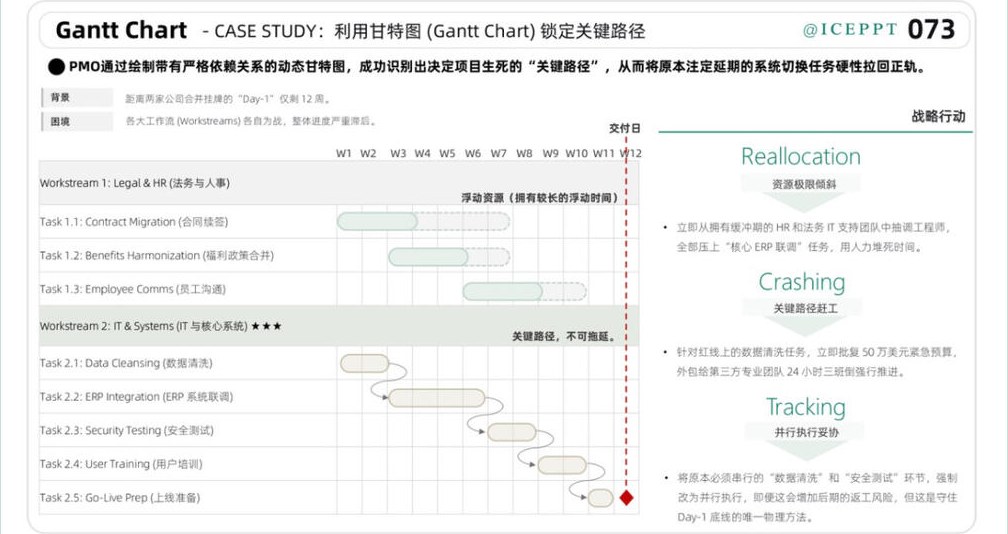 Gantt Chart - CASE STUDY：利用甘特图 (Gantt Chart) 锁定关键路径
@ICEPPT 073
PMO通过绘制带有严格依赖关系的动态甘特图，成功识别出决定项目生死的“关键路径”，从而将原本注定延期的系统切换任务硬性拉回正轨。
背景
距离两家公司合并挂牌的“Day-1”仅剩 12 周。
困境
各大工作流 (Workstreams) 各自为战，整体进度严重滞后。
交付日
W1 W2 W3 W4 W5 W6 W7 W8 W9 W10 W11 W12
Workstream 1: Legal & HR (法务与人事)
浮动资源（拥有较长的浮动时间）
Task 1.1: Contract Migration (合同续签)
Task 1.2: Benefits Harmonization (福利政策合并)
Task 1.3: Employee Comms (员工沟通)
Workstream 2: IT & Systems (IT 与核心系统) ★★★
关键路径，不可拖延。
Task 2.1: Data Cleansing (数据清洗)
Task 2.2: ERP Integration (ERP 系统联调)
Task 2.3: Security Testing (安全测试)
Task 2.4: User Training (用户培训)
Task 2.5: Go-Live Prep (上线准备)
战略行动
Reallocation
资源极限倾斜
• 立即从拥有缓冲期的 HR 和法务 IT 支持团队中抽调工程师，
全部压上“核心 ERP 联调”任务，用人力堆死时间。
Crashing
关键路径赶工
• 针对红线上的数据清洗任务，立即批复 50 万美元紧急预算，
外包给第三方专业团队 24 小时三班倒强行推进。
Tracking
并行执行妥协
• 将原本必须串行的“数据清洗”和“安全测试”环节，强制
改为并行执行，即便这会增加后期的返工风险，但这是守住
Day-1 底线的唯一物理方法。